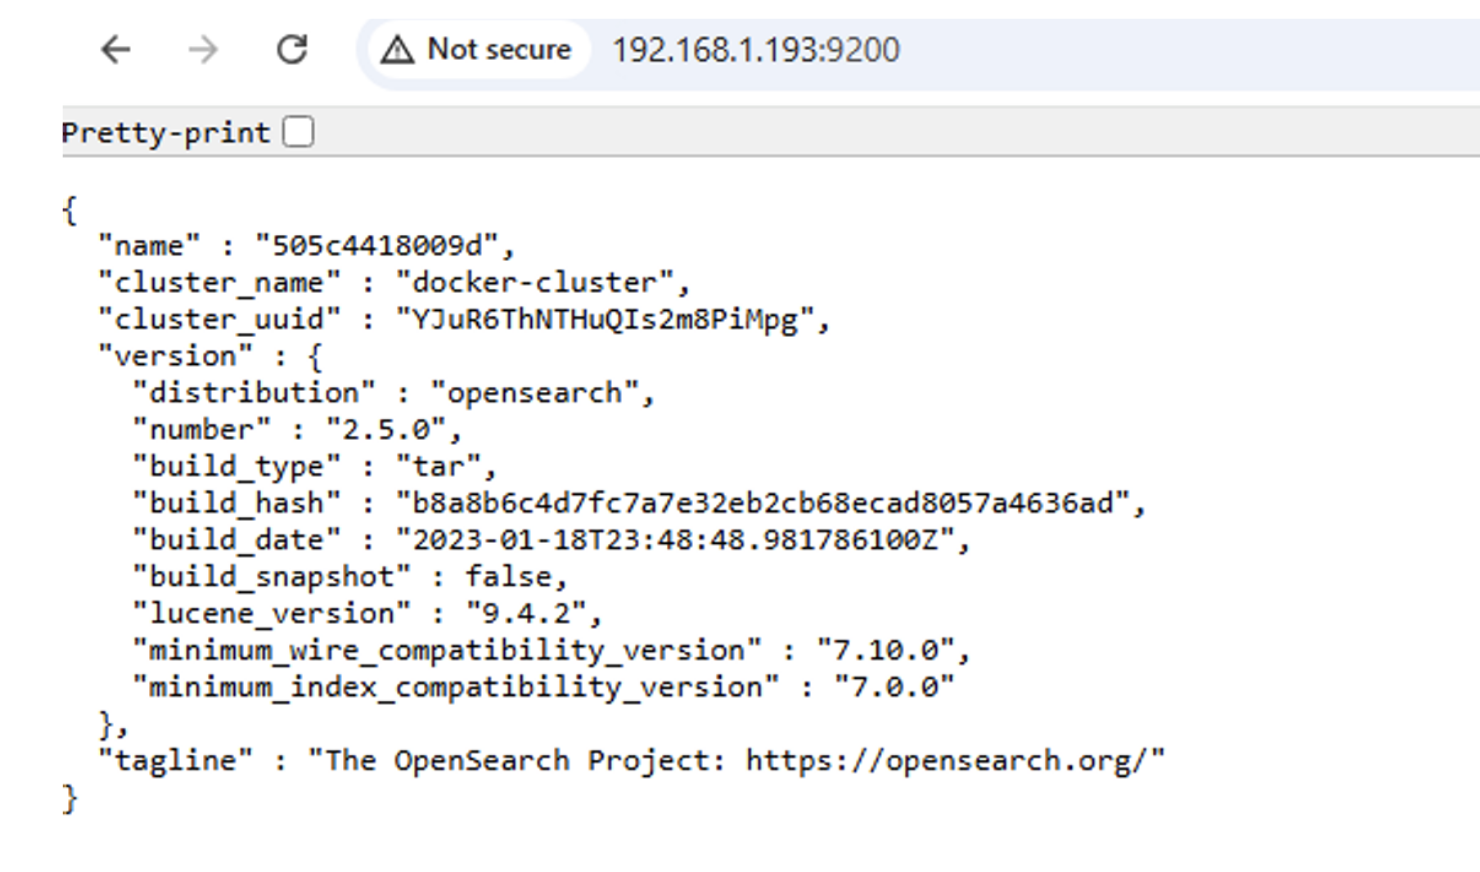 Not secure 192.168.1.193:9200
Pretty-print
{
  "name" : "505c4418009d",
  "cluster_name" : "docker-cluster",
  "cluster_uuid" : "YJuR6ThNTHuQIs2m8PiMpg",
  "version" : {
    "distribution" : "opensearch",
    "number" : "2.5.0",
    "build_type" : "tar",
    "build_hash" : "b8a8b6c4d7fc7a7e32eb2cb68ecad8057a4636ad",
    "build_date" : "2023-01-18T23:48:48.981786100Z",
    "build_snapshot" : false,
    "lucene_version" : "9.4.2",
    "minimum_wire_compatibility_version" : "7.10.0",
    "minimum_index_compatibility_version" : "7.0.0"
  },
  "tagline" : "The OpenSearch Project: https://opensearch.org/"
}